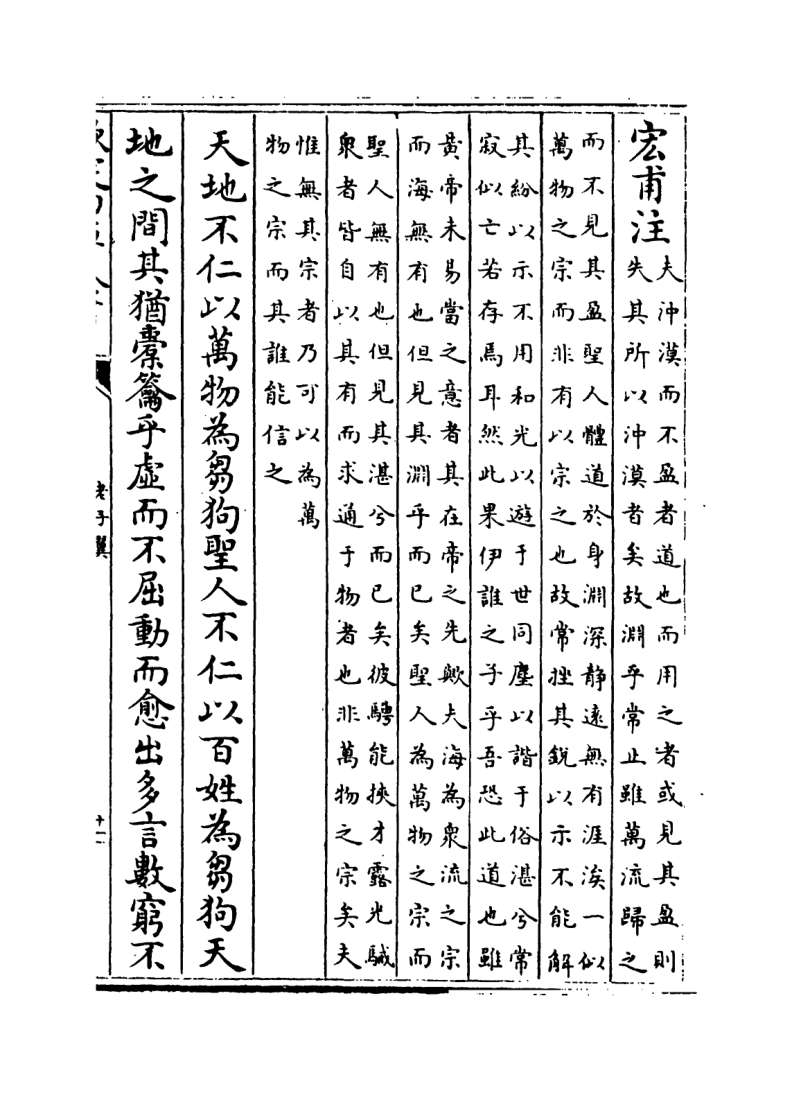 宏甫注
夫沖漠而不盈者道也而用之者或見其盈則
失其所以沖漠者矣故淵乎常止雖萬流歸之
而不見其盈聖人體道於身淵深静遠無有涯涘一似
萬物之宗而非有以宗之也故常挫其銳以示不能解
其紛以示不用和光以遊于世同塵以諧于俗湛兮常
寂似亡若存焉耳然此果伊誰之子乎吾恐此道也雖
黃帝未易當之意者其在帝之先歟夫海為衆流之宗
而海無有也但見其淵乎而已矣聖人為萬物之宗而
聖人無有也但見其湛兮而已矣彼騁能挾才露光駴
衆者皆自以其有而求通于物者也非萬物之宗矣夫
惟無其宗者乃可以為萬
物之宗而其誰能信之
天地不仁以萬物為芻狗聖人不仁以百姓為芻狗天
地之間其猶橐籥乎虛而不屈動而愈出多言數窮不
老子翼
十一